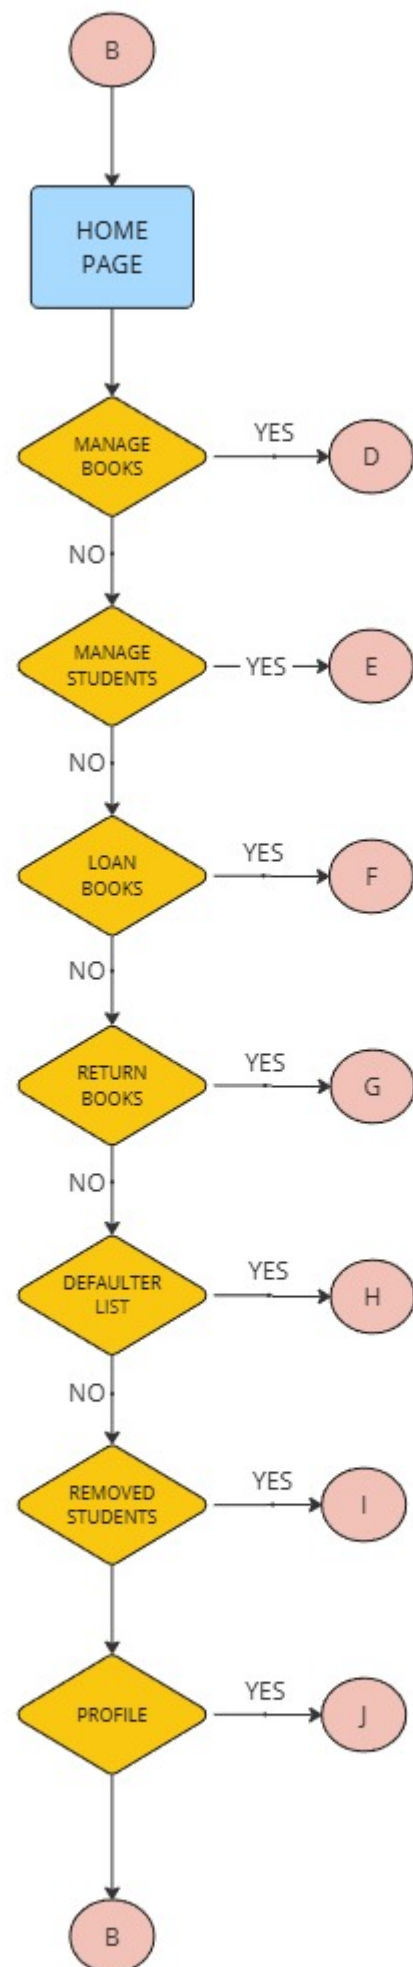 B
HOME
PAGE
MANAGE
BOOKS
YES
D
NO
MANAGE
STUDENTS
YES
E
NO
LOAN
BOOKS
YES
F
NO
RETURN
BOOKS
YES
G
NO
DEFAULTER
LIST
YES
H
NO
REMOVED
STUDENTS
YES
I
PROFILE
YES
J
B